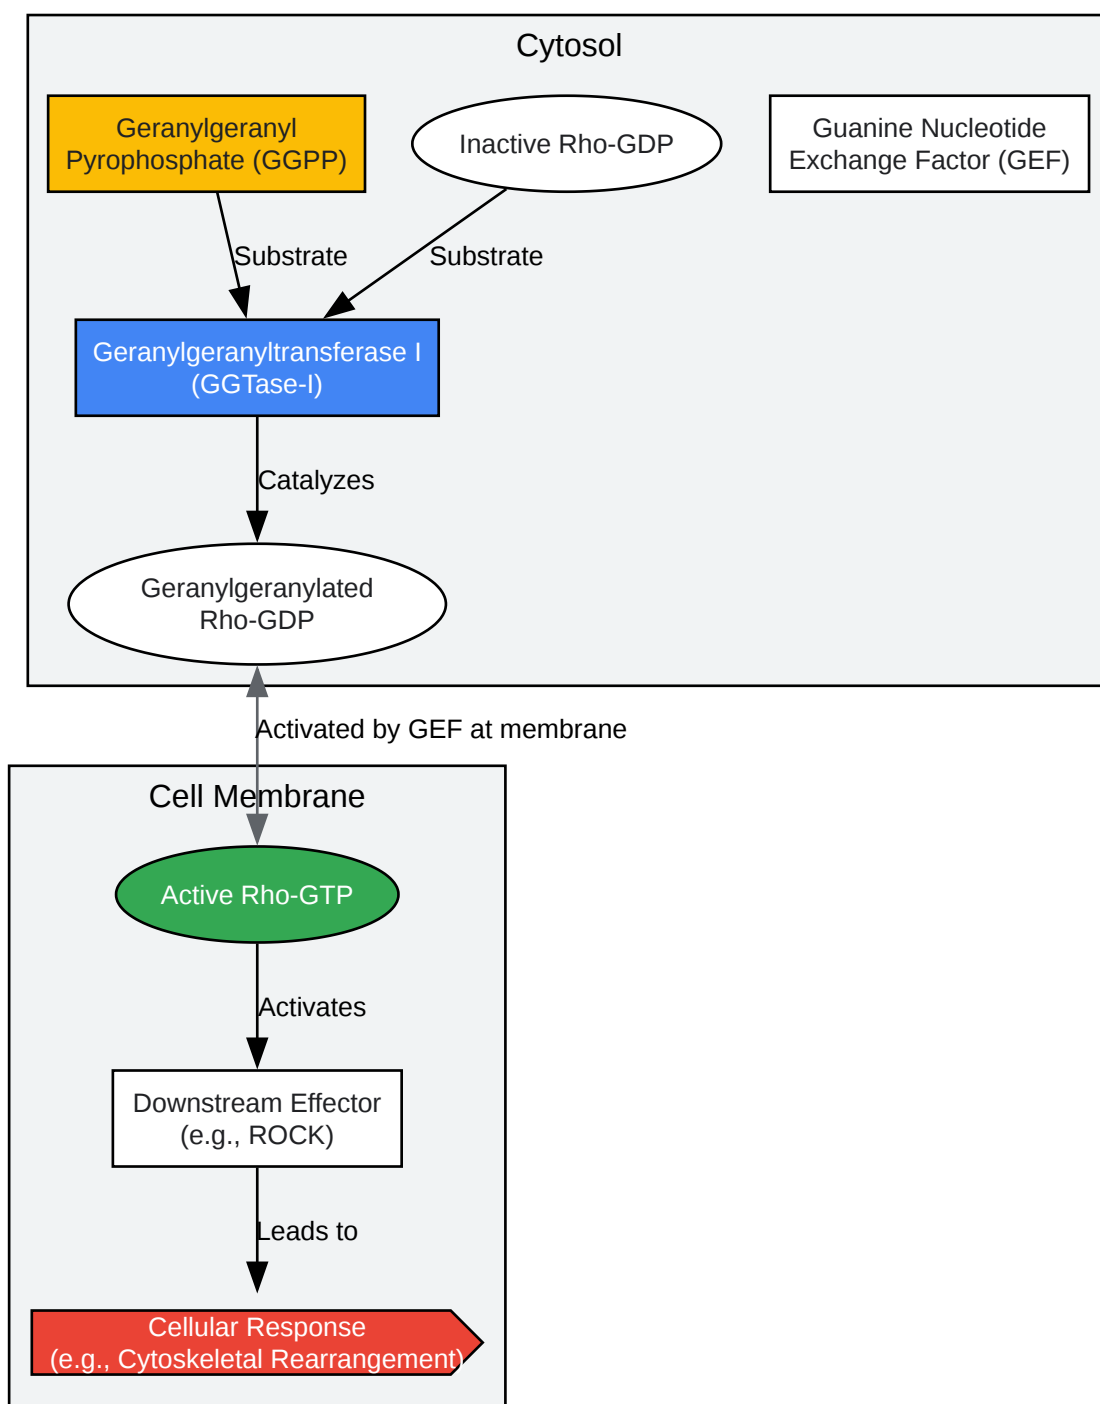 Cytosol
Geranylgeranyl
Pyrophosphate (GGPP)
Inactive Rho-GDP
Guanine Nucleotide
Exchange Factor (GEF)
Substrate
Substrate
Geranylgeranyltransferase I
(GGTase-I)
Catalyzes
Geranylgeranylated
Rho-GDP
Activated by GEF at membrane
Cell Membrane
Active Rho-GTP
Activates
Downstream Effector
(e.g., ROCK)
Leads to
Cellular Response
(e.g., Cytoskeletal Rearrangement)